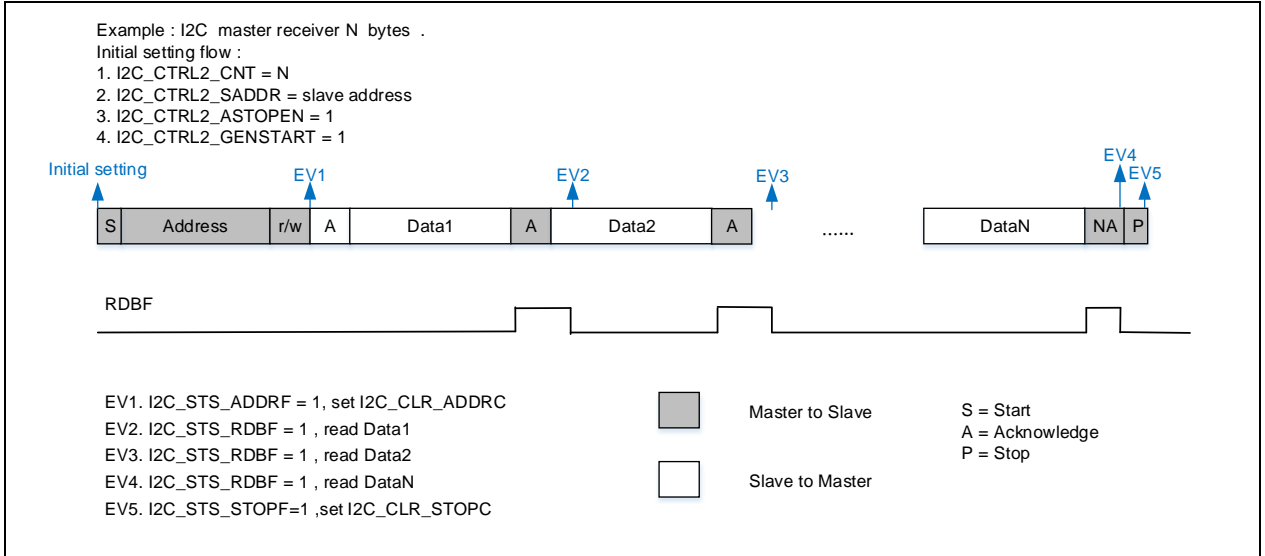 Example : I2C master receiver N bytes .
Initial setting flow :
1. I2C_CTRL2_CNT = N
2. I2C_CTRL2_SADDR = slave address
3. I2C_CTRL2_ASTOPEN = 1
4. I2C_CTRL2_GENSTART = 1
Initial setting EV1 EV2 EV3 EV4
EV5
S Address r/w A Data1 A Data2 A ...... DataN NA P
RDBF
EV1. I2C_STS_ADDRF = 1, set I2C_CLR_ADDRC
EV2. I2C_STS_RDBF = 1 , read Data1
EV3. I2C_STS_RDBF = 1 , read Data2
EV4. I2C_STS_RDBF = 1 , read DataN
EV5. I2C_STS_STOPF=1 ,set I2C_CLR_STOPC
Master to Slave
Slave to Master
S = Start
A = Acknowledge
P = Stop